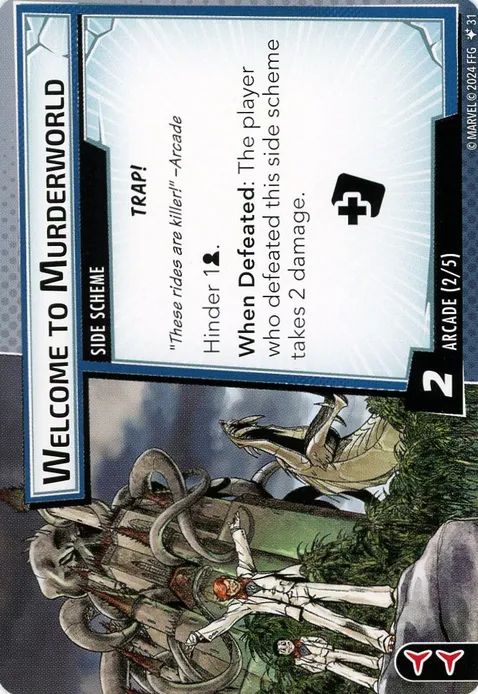 WELCOME TO MURDERWORLD
SIDE SCHEME
TRAP!
"These rides are killer!" –Arcade
Hinder 1.
When Defeated: The player
who defeated this side scheme
takes 2 damage.
2
ARCADE (2/5)
© MARVEL © 2024 FFG 31